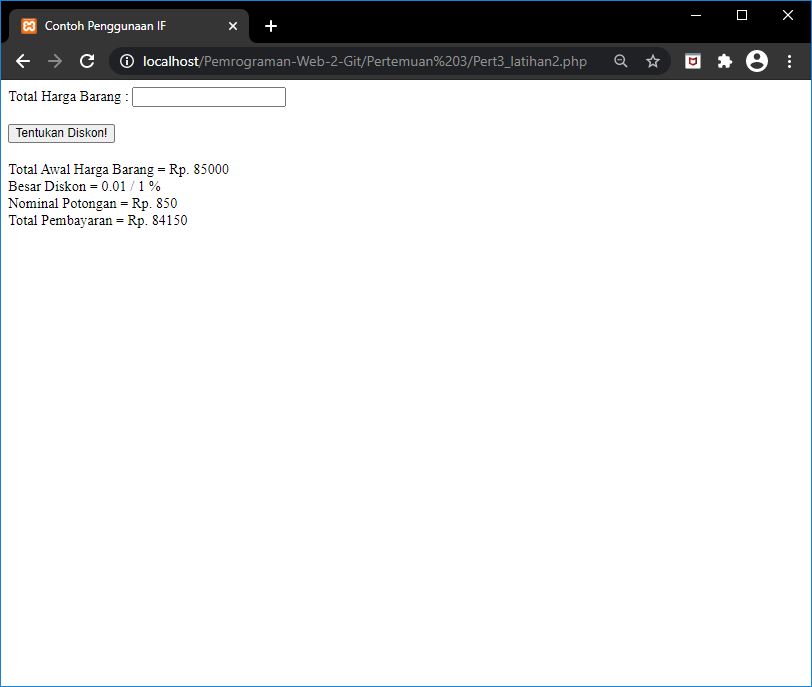 Contoh Penggunaan IF
localhost/Pemrograman-Web-2-Git/Pertemuan%203/Pert3_latihan2.php
Total Harga Barang :
Tentukan Diskon!
Total Awal Harga Barang = Rp. 85000
Besar Diskon = 0.01 / 1 %
Nominal Potongan = Rp. 850
Total Pembayaran = Rp. 84150